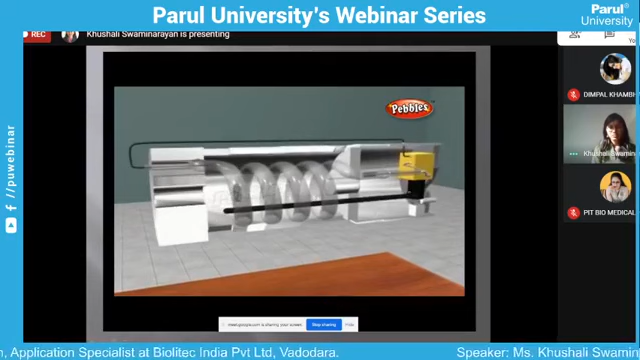 Parul University's Webinar Series
Parul®
University
REC
Khushali Swaminarayan is presenting
Yo
Pebbles
DIMPAL KHAMBH
Khushali Swamin
PIT BIO MEDICAL
/puwebinar
meet.google.com is sharing your screen.
Stop sharing
Hide
n, Application Specialist at Biolitec India Pvt Ltd, Vadodara.
Speaker: Ms. Khushali Swamin